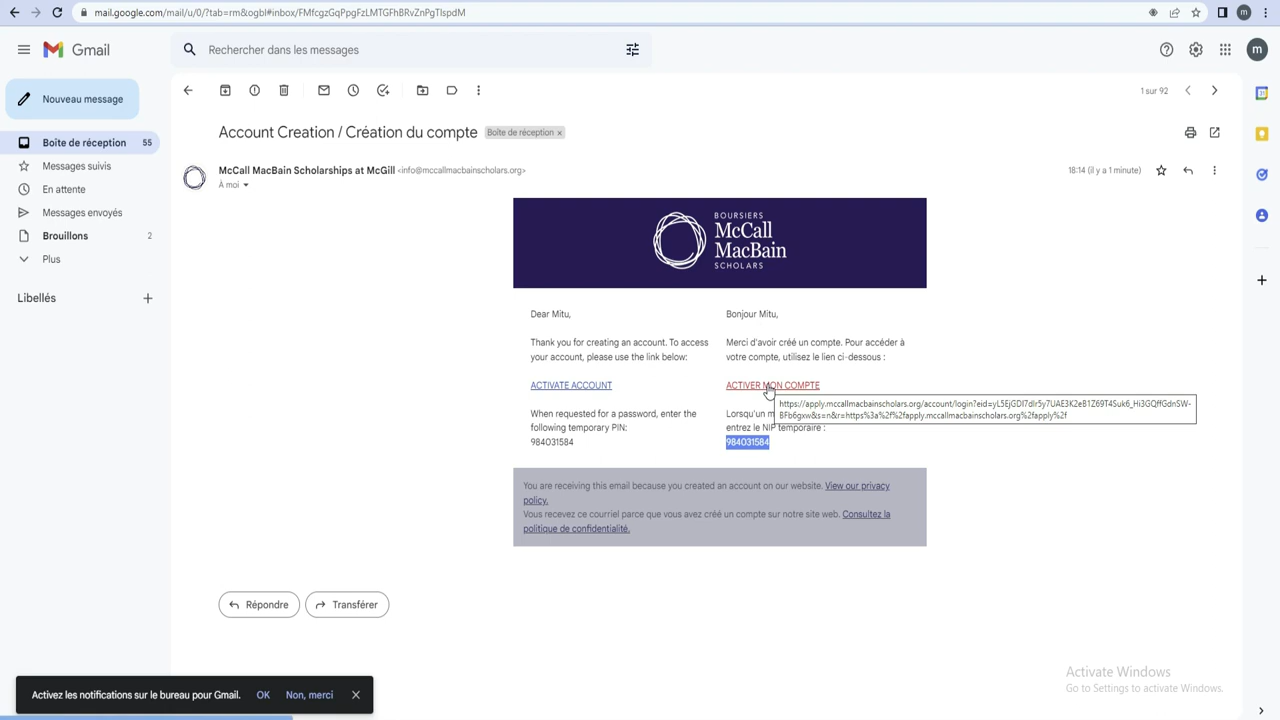 mail.google.com/mail/u/0/?tab=rm&ogbl#inbox/FMfcgzGqPpgFzLMTGFhBRvZnPgTlspdM
m
Gmail
Rechercher dans les messages
m
Nouveau message
1 sur 92
Boîte de réception 55
Messages suivis
En attente
Messages envoyés
Brouillons 2
Plus
Libellés
Account Creation / Création du compte Boîte de réception ×
McCall MacBain Scholarships at McGill <info@mccallmacbainscholars.org>
18:14 (il y a 1 minute)
À moi
BOURSIERS
McCall
MacBain
SCHOLARS
Dear Mitu,
Thank you for creating an account. To access
your account, please use the link below:
ACTIVATE ACCOUNT
When requested for a password, enter the
following temporary PIN:
984031584
Bonjour Mitu,
Merci d'avoir créé un compte. Pour accéder à
votre compte, utilisez le lien ci-dessous :
ACTIVER MON COMPTE
https://apply.mccallmacbainscholars.org/account/login?eid=
&s=n&r=https%3a%2f%2fapply.mccallmacbainscholars.org%2fapply%2f
Lorsqu'un m
entrez le NIP temporaire :
984031584
You are receiving this email because you created an account on our website. View our privacy
policy.
Vous recevez ce courriel parce que vous avez créé un compte sur notre site web. Consultez la
politique de confidentialité.
Répondre
Transférer
Activate Windows
Go to Settings to activate Windows.
Activez les notifications sur le bureau pour Gmail. OK Non, merci